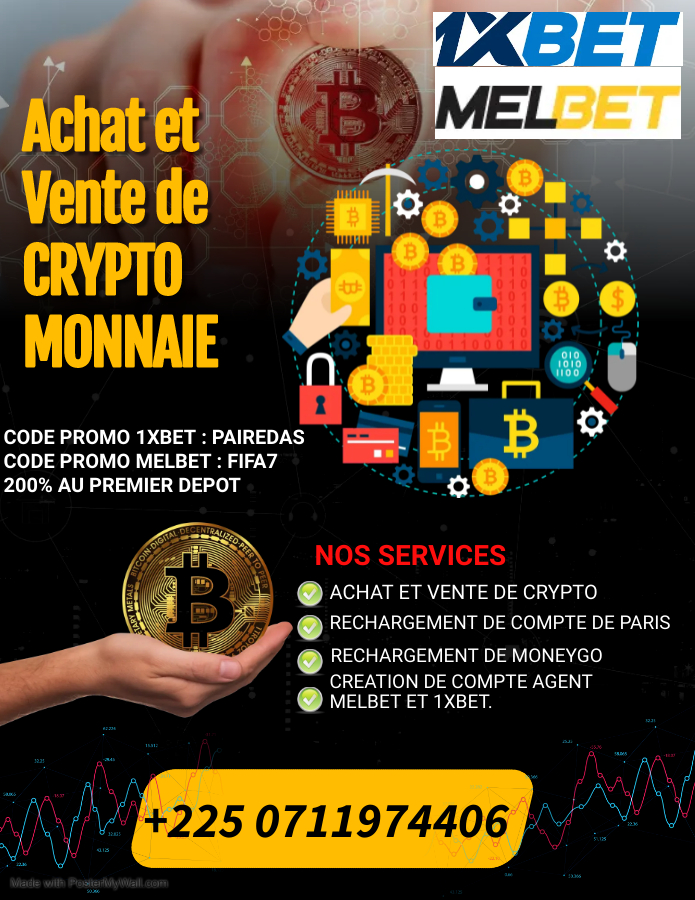 1XBET
MELBET
Achat et
Vente de
CRYPTO
MONNAIE
CODE PROMO 1XBET : PAIREDAS
CODE PROMO MELBET : FIFA7
200% AU PREMIER DEPOT
NOS SERVICES
ACHAT ET VENTE DE CRYPTO
RECHARGEMENT DE COMPTE DE PARIS
RECHARGEMENT DE MONEYGO
CREATION DE COMPTE AGENT
MELBET ET 1XBET.
+225 0711974406
Made with PosterMyWall.com